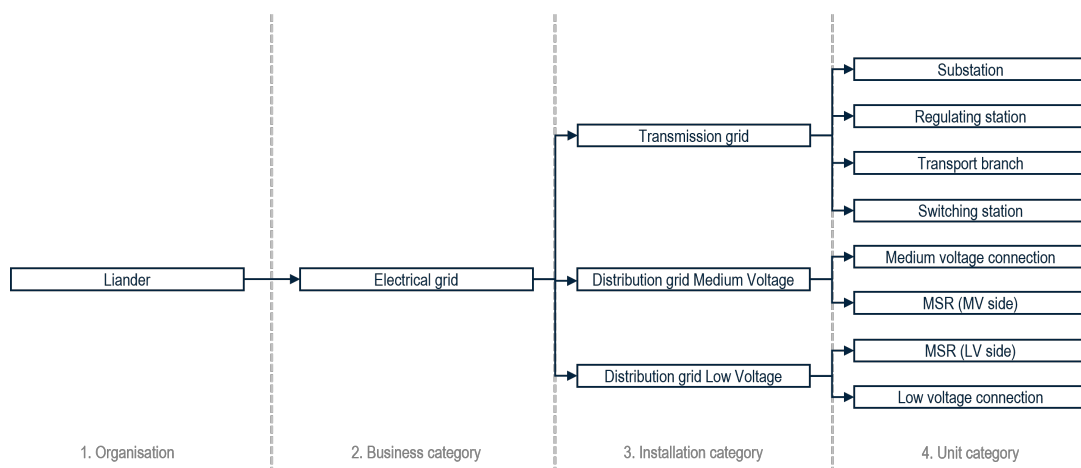 Substation
Regulating station
Transmission grid
Transport branch
Switching station
Medium voltage connection
Liander
Electrical grid
Distribution grid Medium Voltage
MSR (MV side)
MSR (LV side)
Distribution grid Low Voltage
Low voltage connection
1. Organisation
2. Business category
3. Installation category
4. Unit category